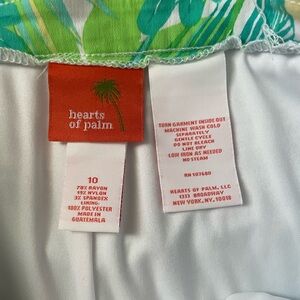 hearts
of palm.
10
78% RAYON
19% NYLON
3% SPANDEX
LINING:
100% POLYESTER
MADE IN
GUATEMALA
TURN GARMENT INSIDE OUT
MACHINE WASH COLD
SEPARATELY
GENTLE CYCLE
DO NOT BLEACH
LINE DRY
LOW IRON AS NEEDED
NO STEAM
HEARTS OF PALM, LLC
NEW YORK, NY. 10018